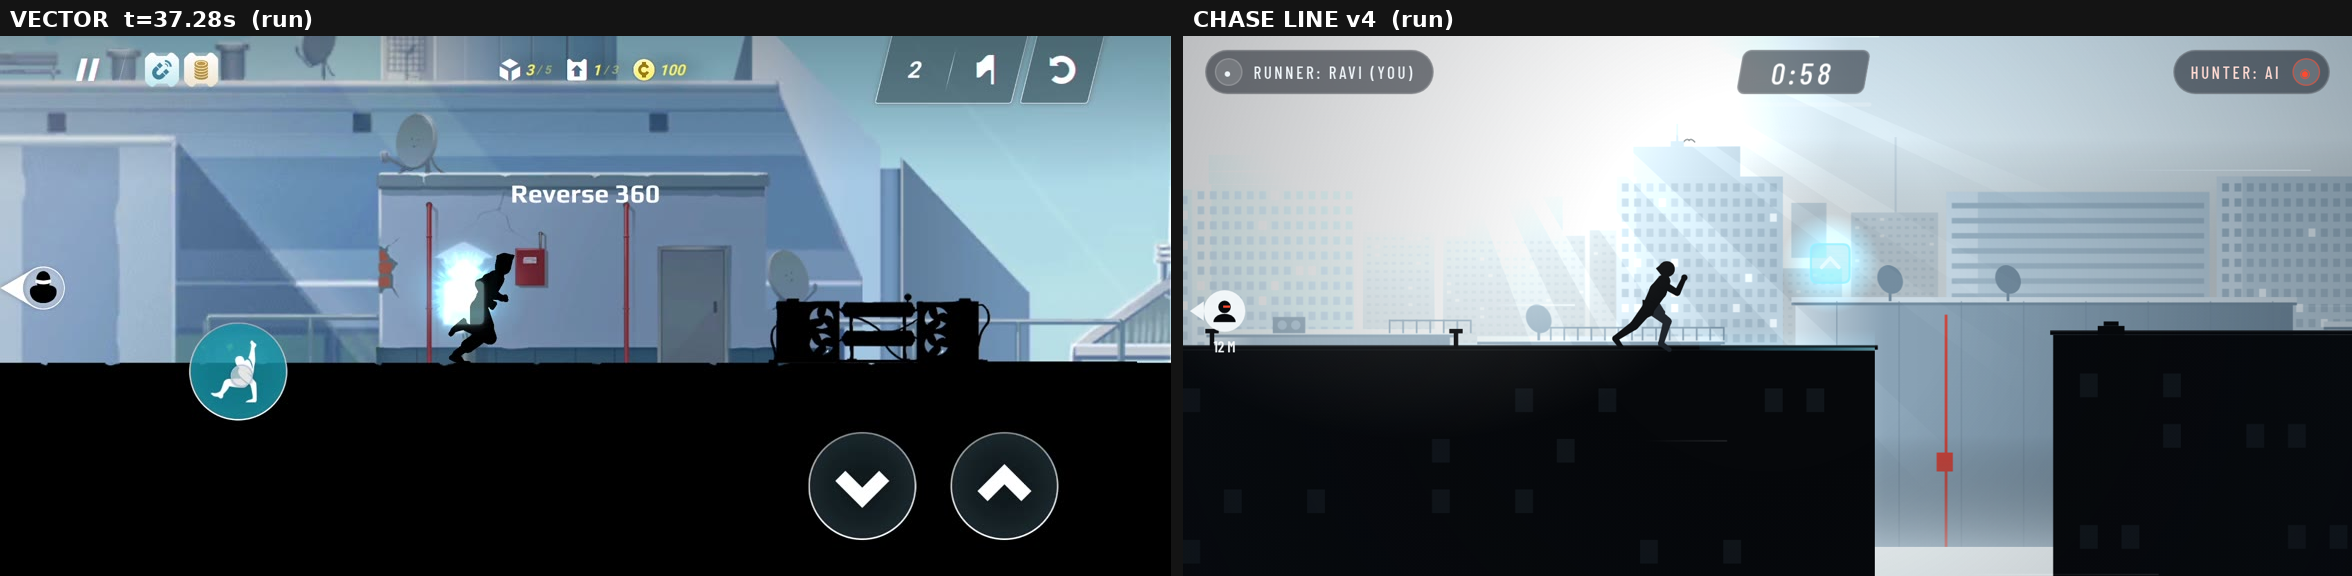 VECTOR t=37.28s (run)
CHASE LINE v4 (run)
3/5
1/3
100
2
Reverse 360
RUNNER: RAVI (YOU)
0:58
HUNTER: AI
12 M